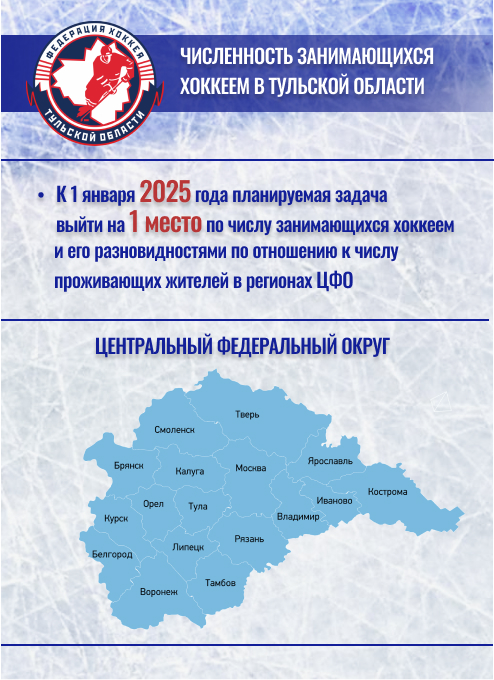 ФЕДЕРАЦИЯ ХОККЕЯ
ТУЛЬСКОЙ ОБЛАСТИ
ЧИСЛЕННОСТЬ ЗАНИМАЮЩИХСЯ
ХОККЕЕМ В ТУЛЬСКОЙ ОБЛАСТИ
• К 1 января 2025 года планируемая задача
выйти на 1 место по числу занимающихся хоккеем
и его разновидностями по отношению к числу
проживающих жителей в регионах ЦФО
ЦЕНТРАЛЬНЫЙ ФЕДЕРАЛЬНЫЙ ОКРУГ
Тверь
Смоленск
Ярославль
Брянск
Калуга
Москва
Кострома
Иваново
Орел
Тула
Владимир
Курск
Рязань
Липецк
Белгород
Тамбов
Воронеж